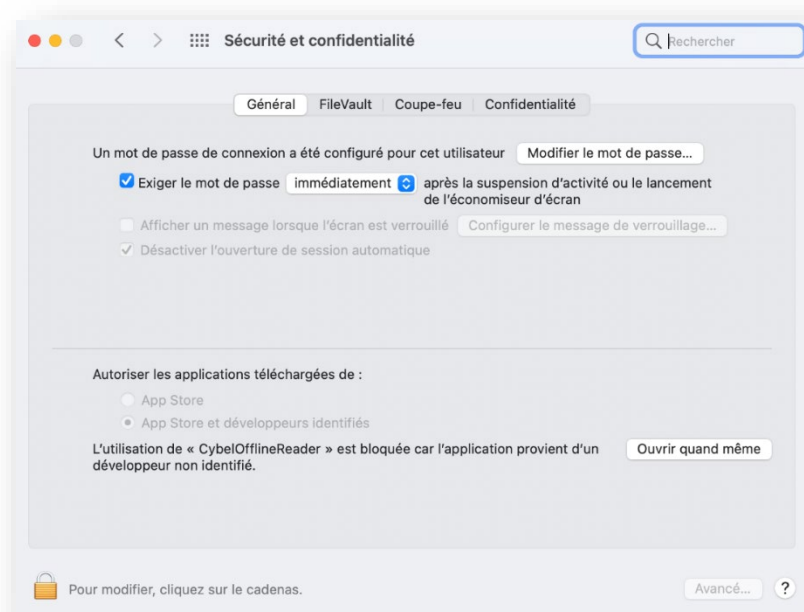 Sécurité et confidentialité
Rechercher
Général FileVault Coupe-feu Confidentialité
Un mot de passe de connexion a été configuré pour cet utilisateur Modifier le mot de passe...
Exiger le mot de passe immédiatement après la suspension d'activité ou le lancement
de l'économiseur d'écran
Afficher un message lorsque l'écran est verrouillé Configurer le message de verrouillage...
Désactiver l'ouverture de session automatique
Autoriser les applications téléchargées de :
App Store
App Store et développeurs identifiés
L'utilisation de « CybelOfflineReader » est bloquée car l'application provient d'un
développeur non identifié.
Ouvrir quand même
Pour modifier, cliquez sur le cadenas.
Avancé... ?